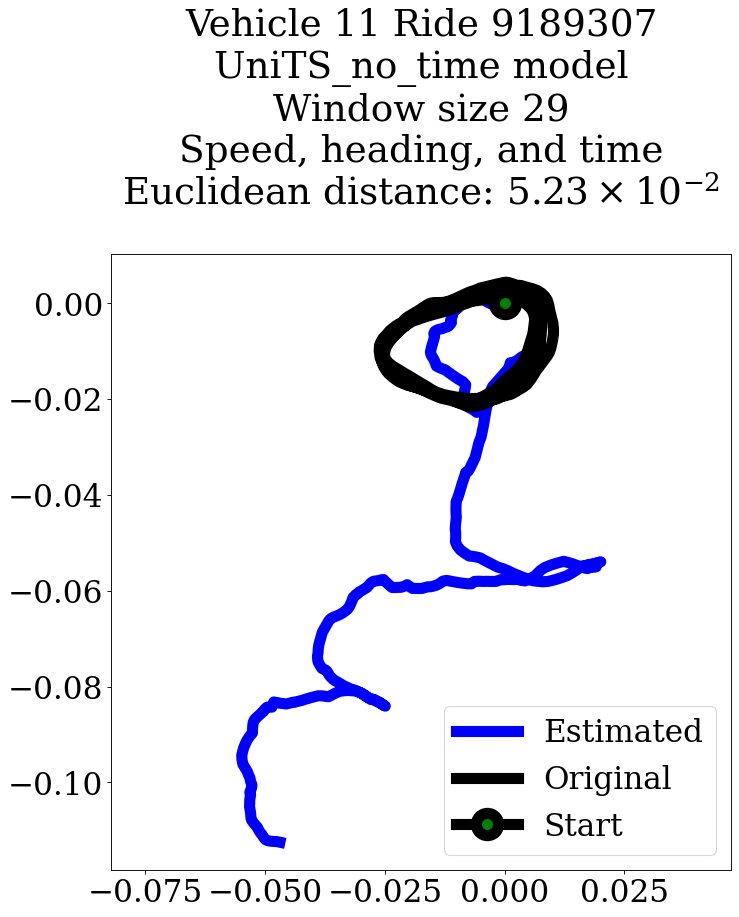 Vehicle 11 Ride 9189307
UniTS_no_time model
Window size 29
Speed, heading, and time
Euclidean distance: 5.23 × 10⁻²
0.00
−0.02
−0.04
−0.06
−0.08
−0.10
Estimated
Original
Start
−0.075 −0.050 −0.025 0.000 0.025